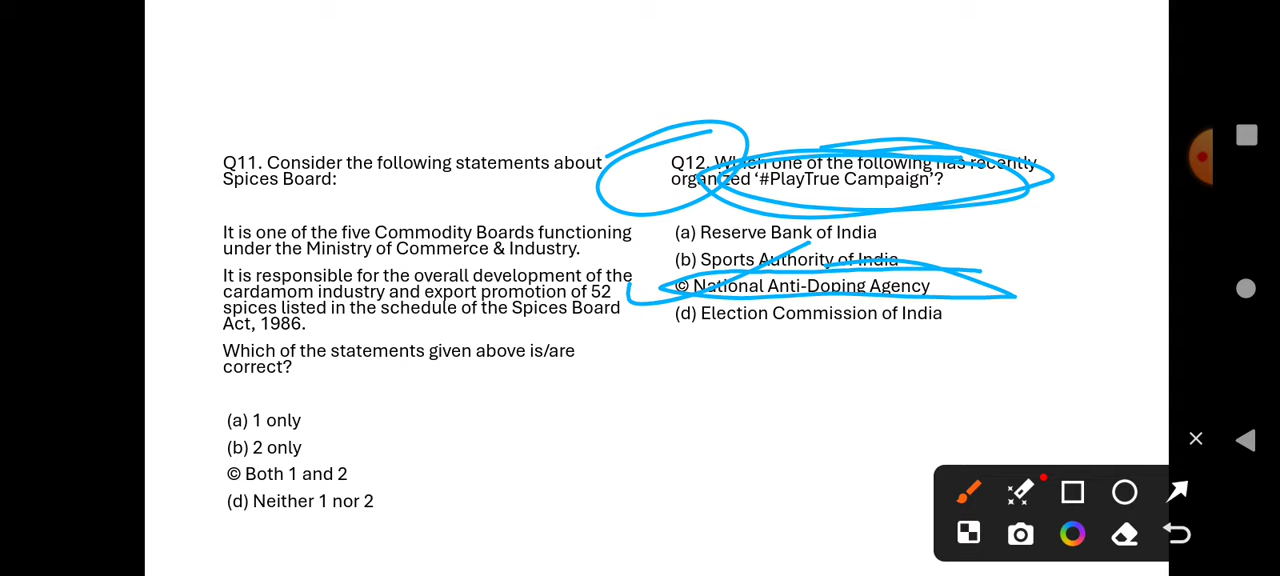 Q11. Consider the following statements about
Spices Board:
It is one of the five Commodity Boards functioning
under the Ministry of Commerce & Industry.
It is responsible for the overall development of the
cardamom industry and export promotion of 52
spices listed in the schedule of the Spices Board
Act, 1986.
Which of the statements given above is/are
correct?
(a) 1 only
(b) 2 only
© Both 1 and 2
(d) Neither 1 nor 2
Q12. Which one of the following has recently
organized ‘#PlayTrue Campaign’?
(a) Reserve Bank of India
(b) Sports Authority of India
© National Anti-Doping Agency
(d) Election Commission of India